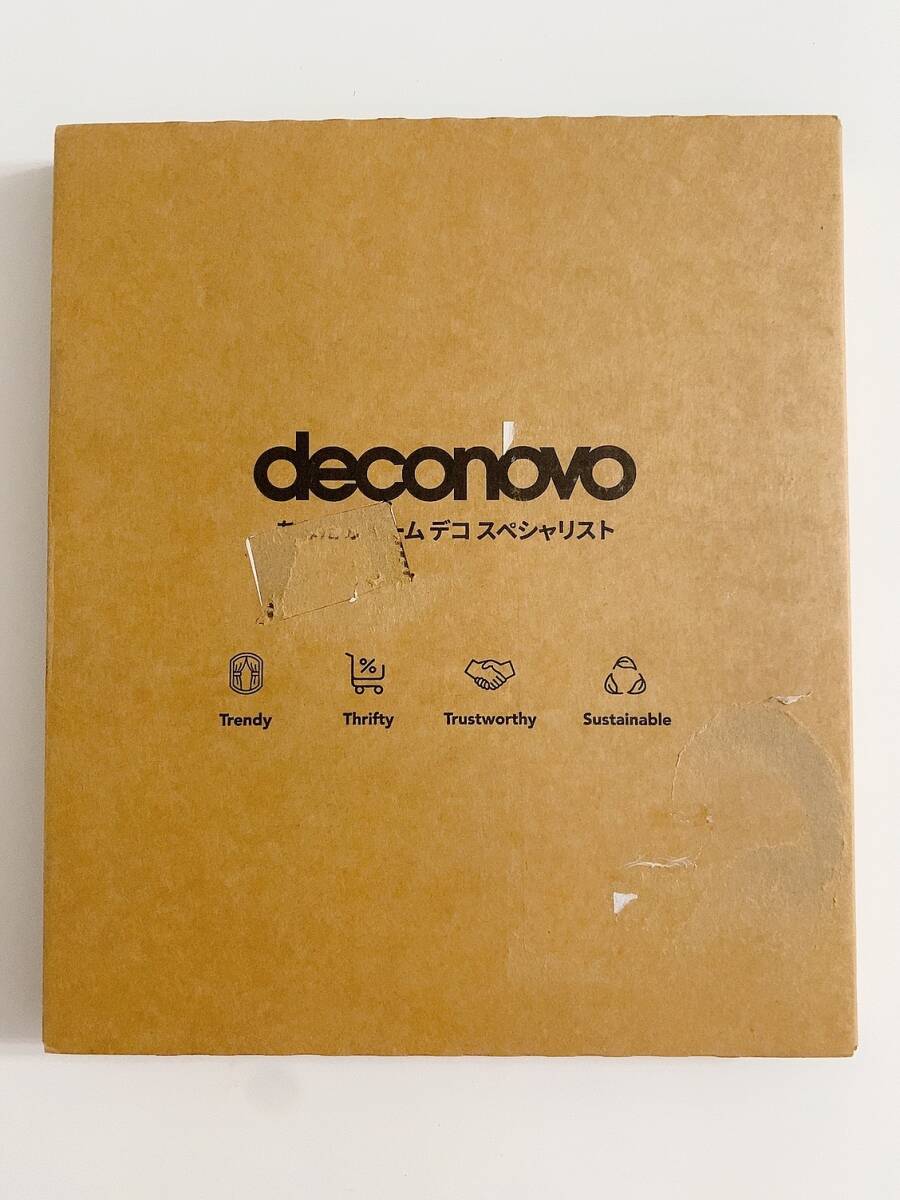 deconovo
ーム デコ スペシャリスト
%
Trendy
Thrifty
Trustworthy
Sustainable